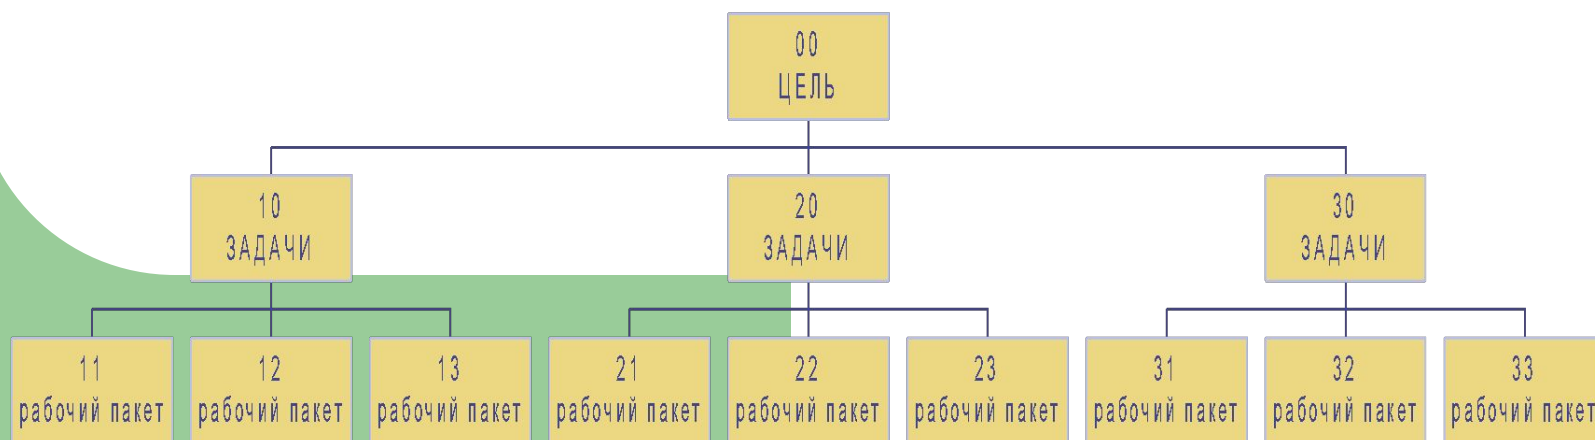 00
ЦЕЛЬ
10
ЗАДАЧИ
20
ЗАДАЧИ
30
ЗАДАЧИ
11
рабочий пакет
12
рабочий пакет
13
рабочий пакет
21
рабочий пакет
22
рабочий пакет
23
рабочий пакет
31
рабочий пакет
32
рабочий пакет
33
рабочий пакет